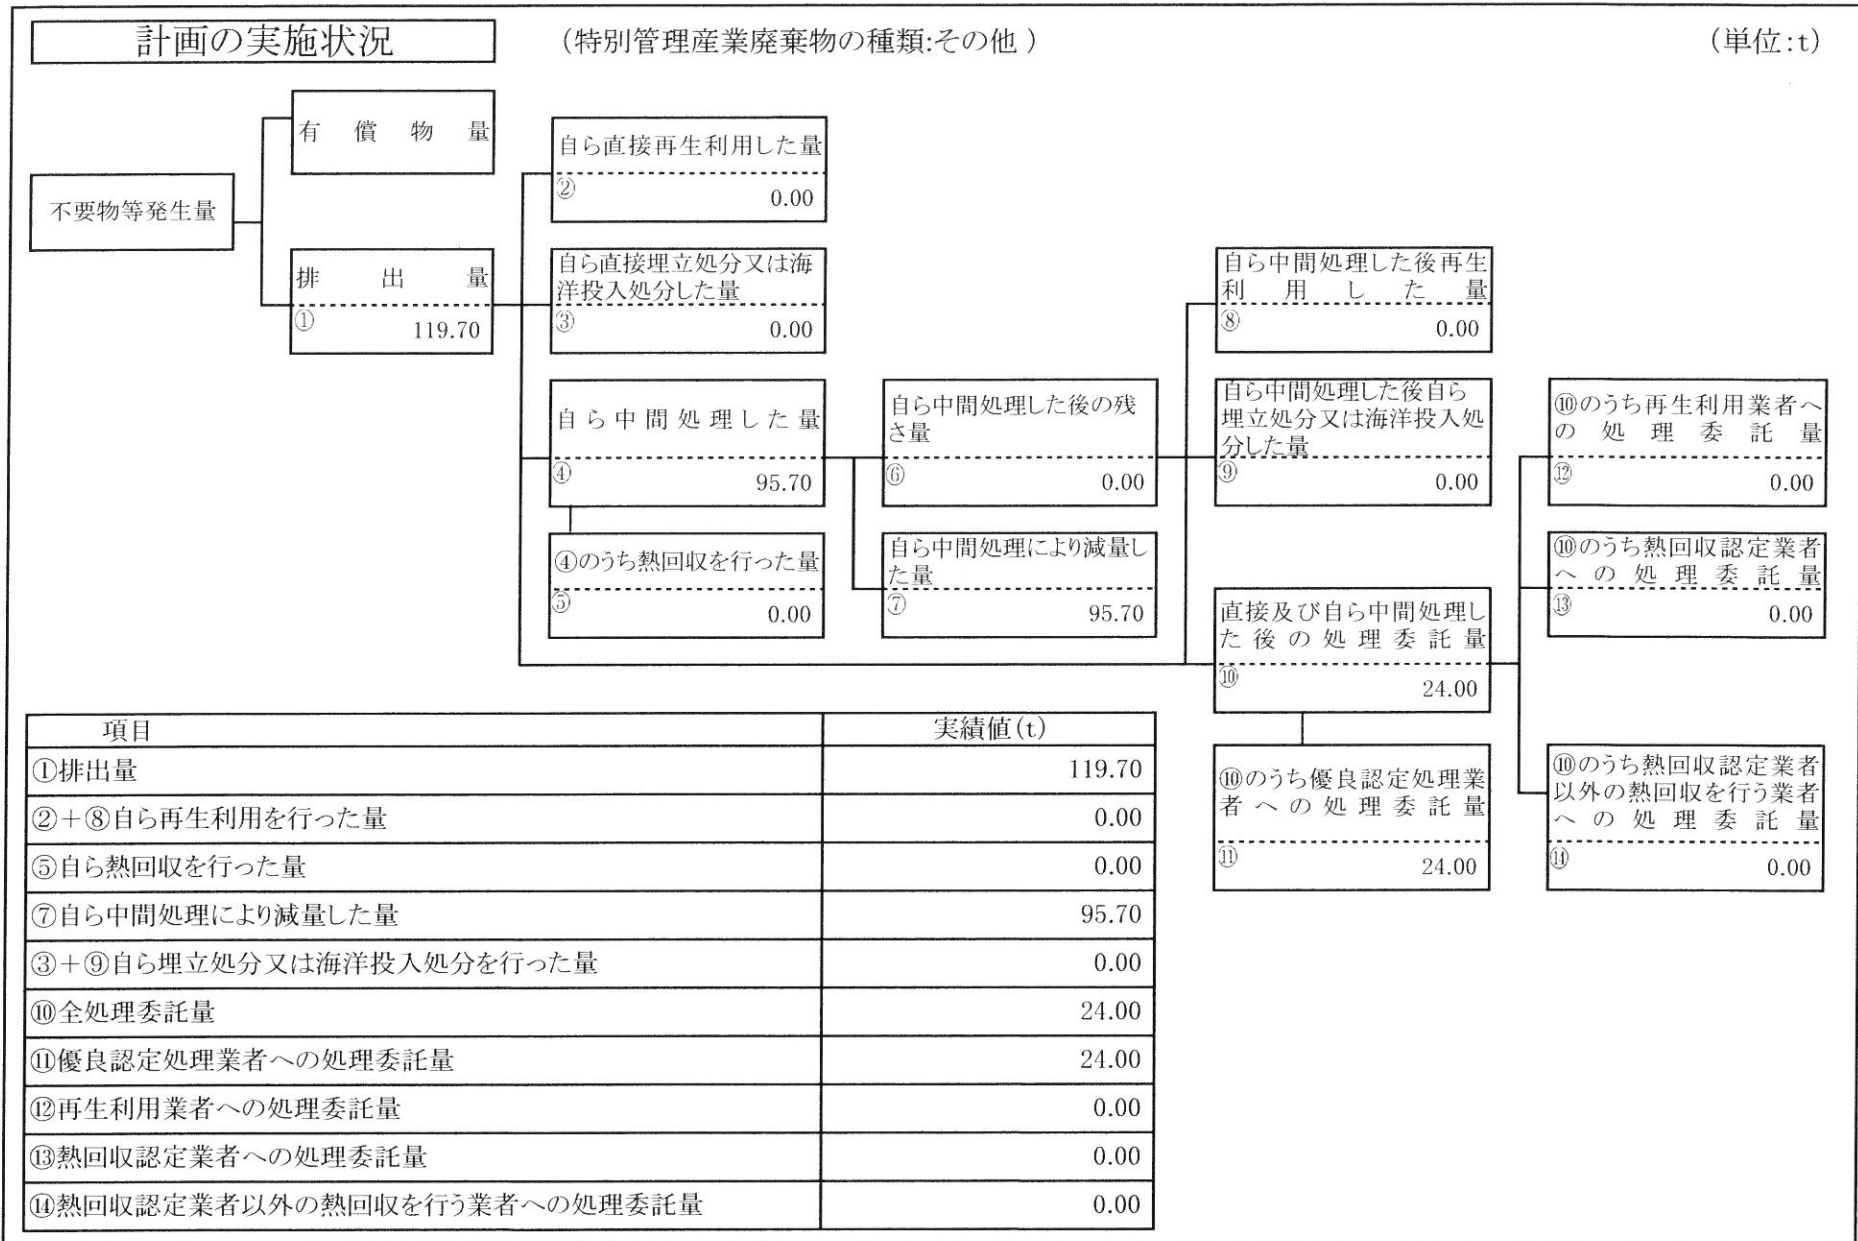 計画の実施状況
（特別管理産業廃棄物の種類:その他 ）
（単位:t）
有償物量
不要物等発生量
排出量
①
119.70
自ら直接再生利用した量
②
0.00
自ら直接埋立処分又は海
洋投入処分した量
③
0.00
自ら中間処理した量
④
95.70
④のうち熱回収を行った量
⑤
0.00
自ら中間処理した後の残
さ量
⑥
0.00
自ら中間処理により減量し
た量
⑦
95.70
自ら中間処理した後再生
利用した量
⑧
0.00
自ら中間処理した後自ら
埋立処分又は海洋投入処
分した量
⑨
0.00
直接及び自ら中間処理し
た後の処理委託量
⑩
24.00
⑩のうち優良認定処理業
者への処理委託量
⑪
24.00
⑩のうち再生利用業者へ
の処理委託量
⑫
0.00
⑩のうち熱回収認定業者
への処理委託量
⑬
0.00
⑩のうち熱回収認定業者
以外の熱回収を行う業者
への処理委託量
⑭
0.00
項目 実績値(t)
①排出量 119.70
②＋⑧自ら再生利用を行った量 0.00
⑤自ら熱回収を行った量 0.00
⑦自ら中間処理により減量した量 95.70
③＋⑨自ら埋立処分又は海洋投入処分を行った量 0.00
⑩全処理委託量 24.00
⑪優良認定処理業者への処理委託量 24.00
⑫再生利用業者への処理委託量 0.00
⑬熱回収認定業者への処理委託量 0.00
⑭熱回収認定業者以外の熱回収を行う業者への処理委託量 0.00